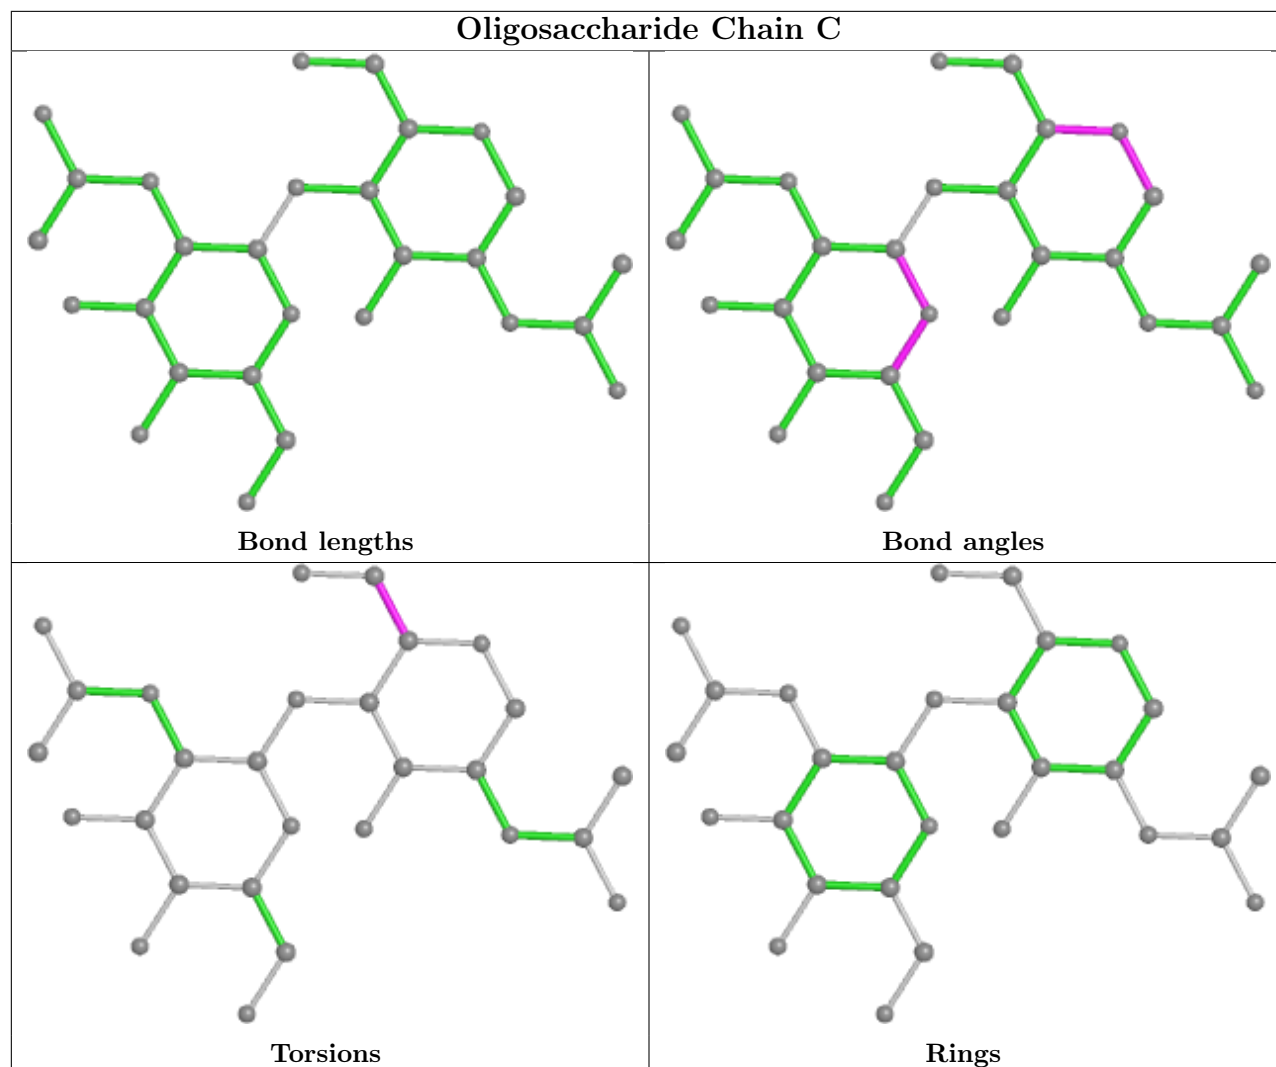 Oligosaccharide Chain C
Bond lengths
Bond angles
Torsions
Rings